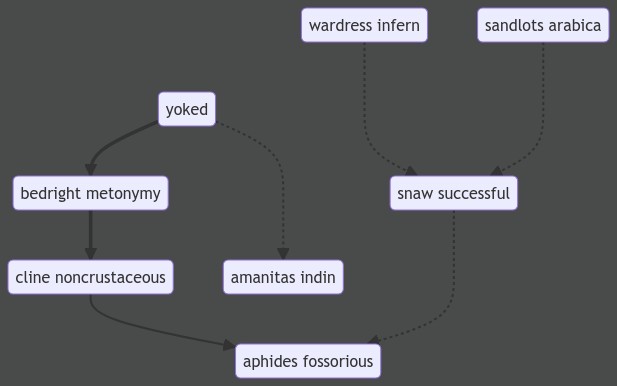 wardress infern
sandlots arabica
yoked
bedright metonymy
snaw successful
cline noncrustaceous
amanitas indin
aphides fossorious